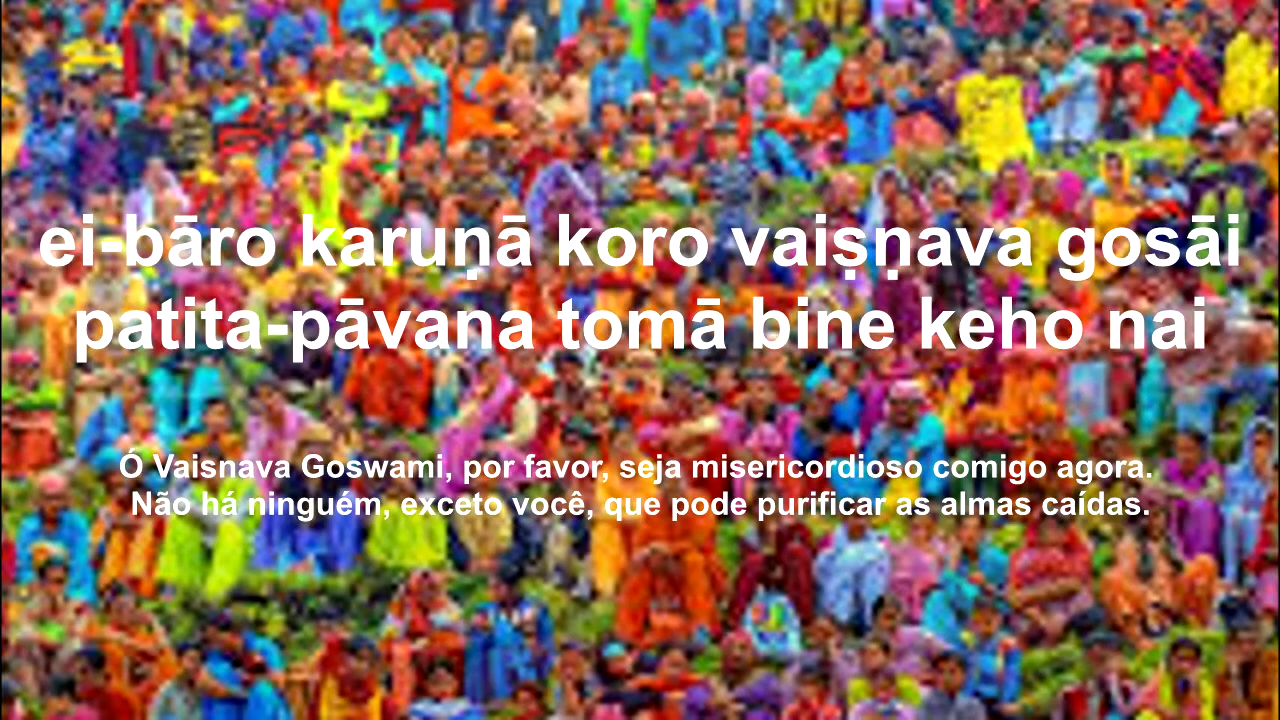 ei-bāro karuṇā koro vaiṣṇava gosāi
patita-pāvana tomā bine keho nai
Ó Vaisnava Goswami, por favor, seja misericordioso comigo agora.
Não há ninguém, exceto você, que pode purificar as almas caídas.